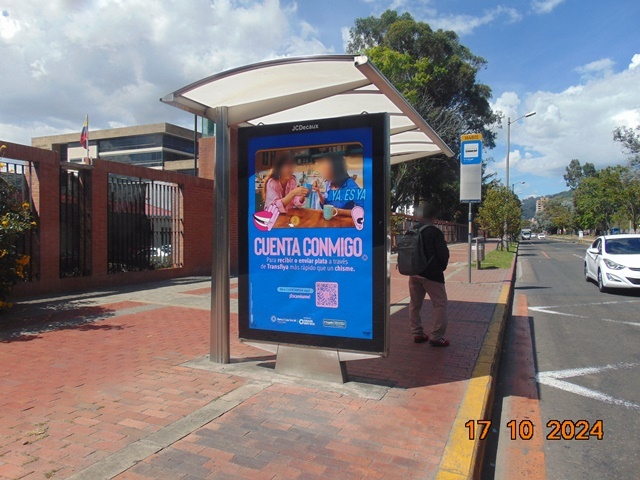 JCDecaux
YA, ES YA
CUENTA CONMIGO
Para recibir o enviar plata a través
de Transfiya más rápido que un chisme.
17 10 2024